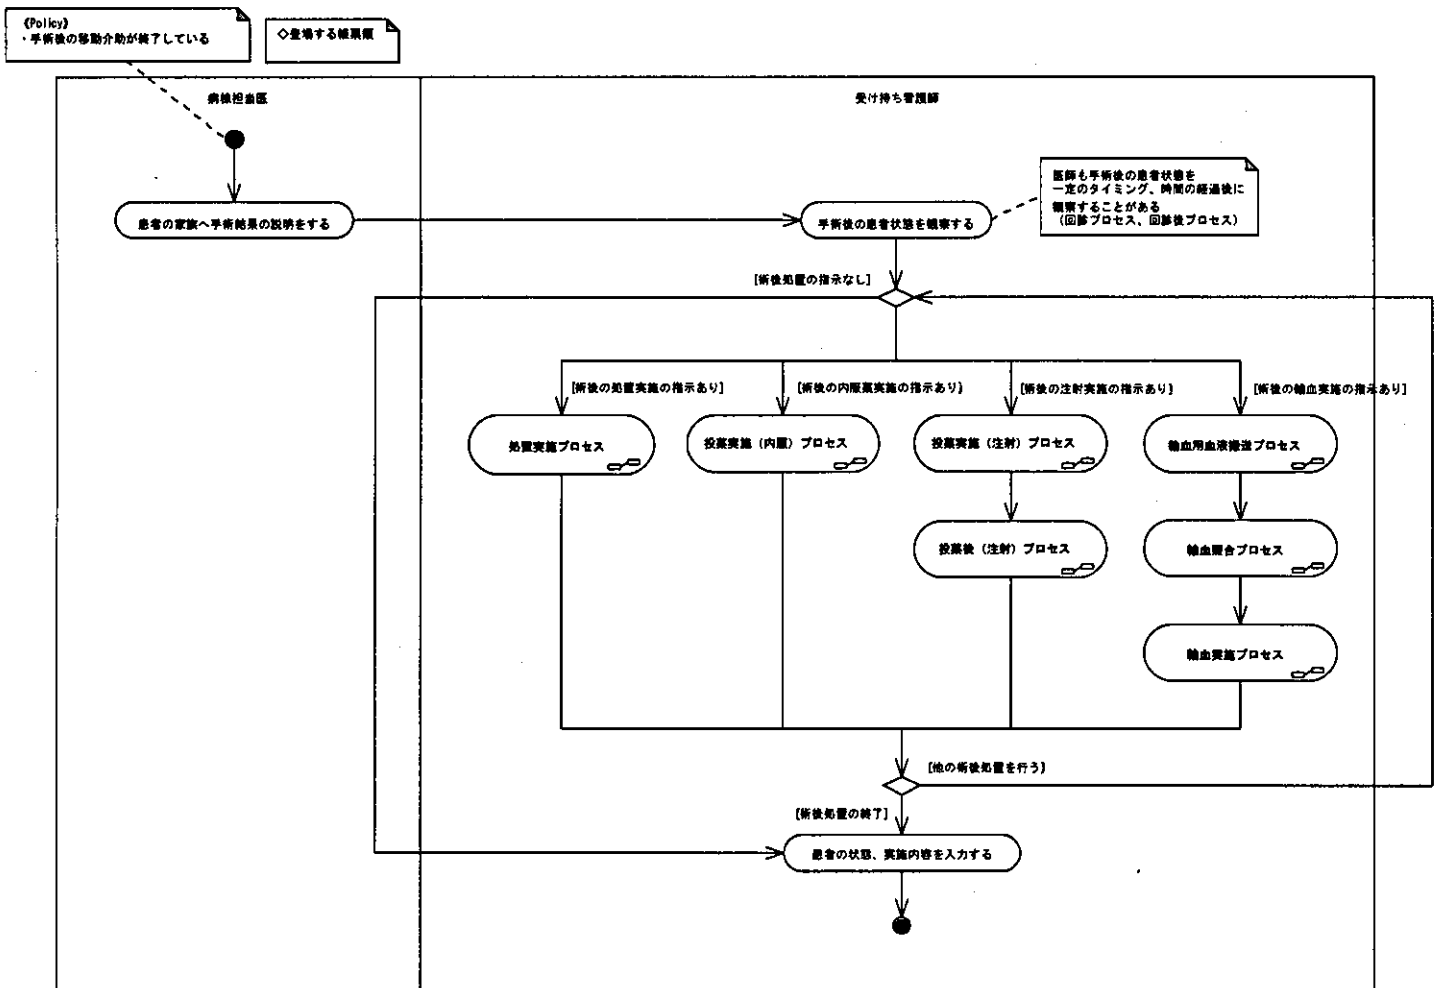 《Policy》
・手術後の移動介助が終了している
◇登場する帳票類
病棟担当医
受け持ち看護師
医師も手術後の患者状態を
一定のタイミング、時間の経過後に
観察することがある
（回診プロセス、回診後プロセス）
患者の家族へ手術結果の説明をする
手術後の患者状態を観察する
[術後処置の指示なし]
[術後の処置実施の指示あり]
[術後の内服薬実施の指示あり]
[術後の注射実施の指示あり]
[術後の輸血実施の指示あり]
処置実施プロセス
投薬実施（内服）プロセス
投薬実施（注射）プロセス
輸血用血液搬送プロセス
投薬後（注射）プロセス
輸血照合プロセス
輸血実施プロセス
[他の術後処置を行う]
[術後処置の終了]
患者の状態、実施内容を入力する